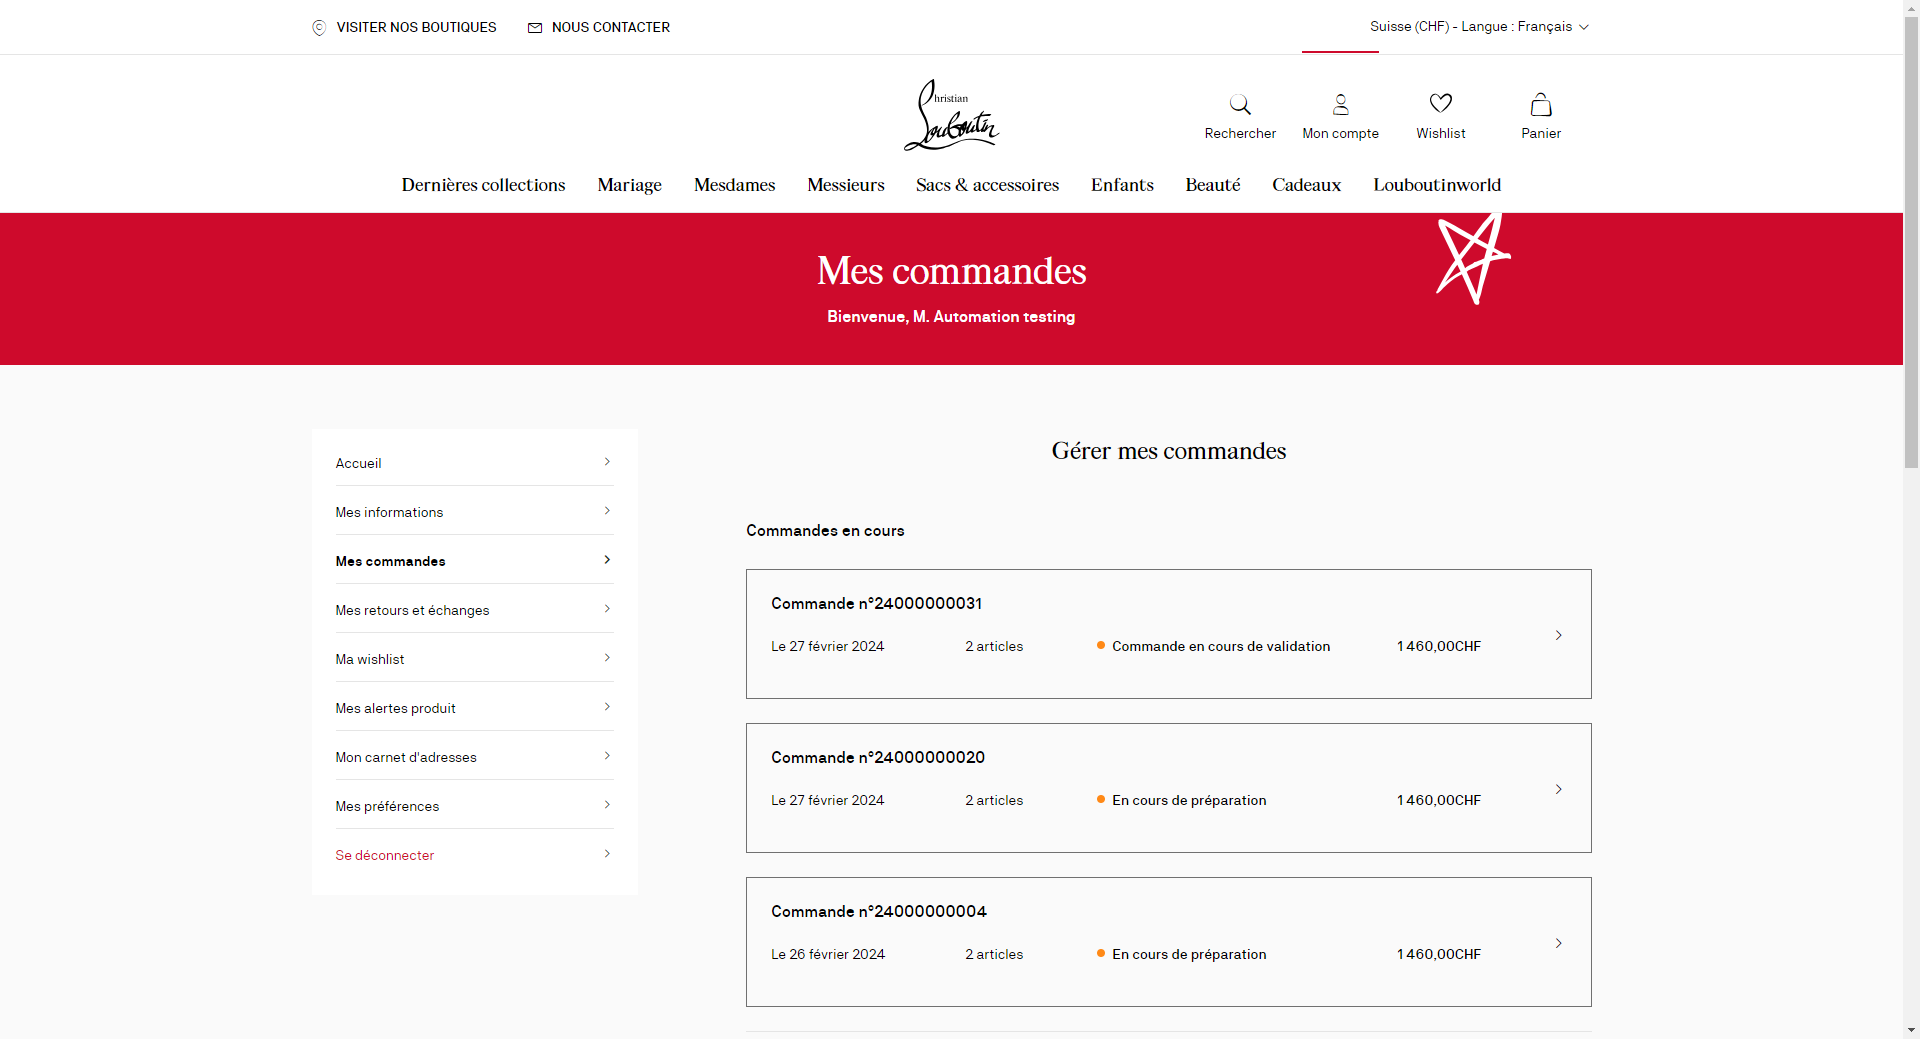 VISITER NOS BOUTIQUES
NOUS CONTACTER
Suisse (CHF) - Langue : Français
Christian
Louboutin
Rechercher
Mon compte
Wishlist
Panier
Dernières collections
Mariage
Mesdames
Messieurs
Sacs & accessoires
Enfants
Beauté
Cadeaux
Louboutinworld
Mes commandes
Bienvenue, M. Automation testing
Accueil
Mes informations
Mes commandes
Mes retours et échanges
Ma wishlist
Mes alertes produit
Mon carnet d'adresses
Mes préférences
Se déconnecter
Gérer mes commandes
Commandes en cours
Commande n°24000000031
Le 27 février 2024
2 articles
Commande en cours de validation
1 460,00CHF
Commande n°24000000020
Le 27 février 2024
2 articles
En cours de préparation
1 460,00CHF
Commande n°24000000004
Le 26 février 2024
2 articles
En cours de préparation
1 460,00CHF